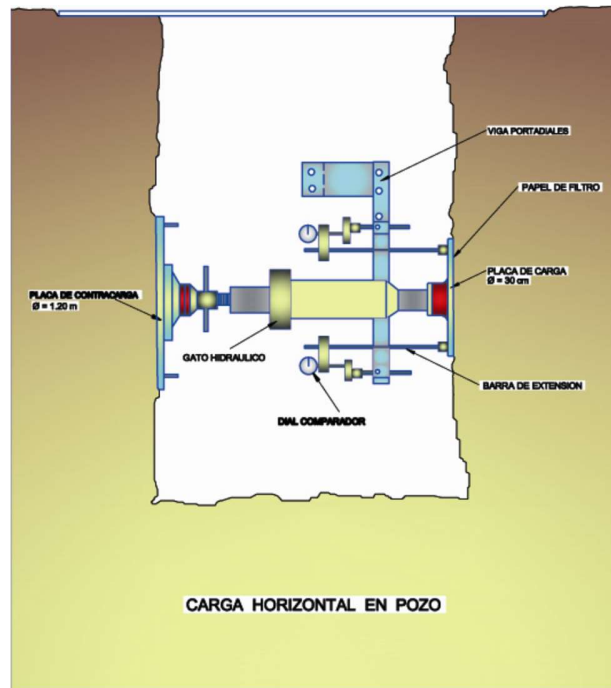 VIGA PORTADIALES
PAPEL DE FILTRO
PLACA DE CARGA
Ø = 30 cm
PLACA DE CONTRACARGA
Ø = 1.20 m
GATO HIDRAULICO
BARRA DE EXTENSION
DIAL COMPARADOR
CARGA HORIZONTAL EN POZO